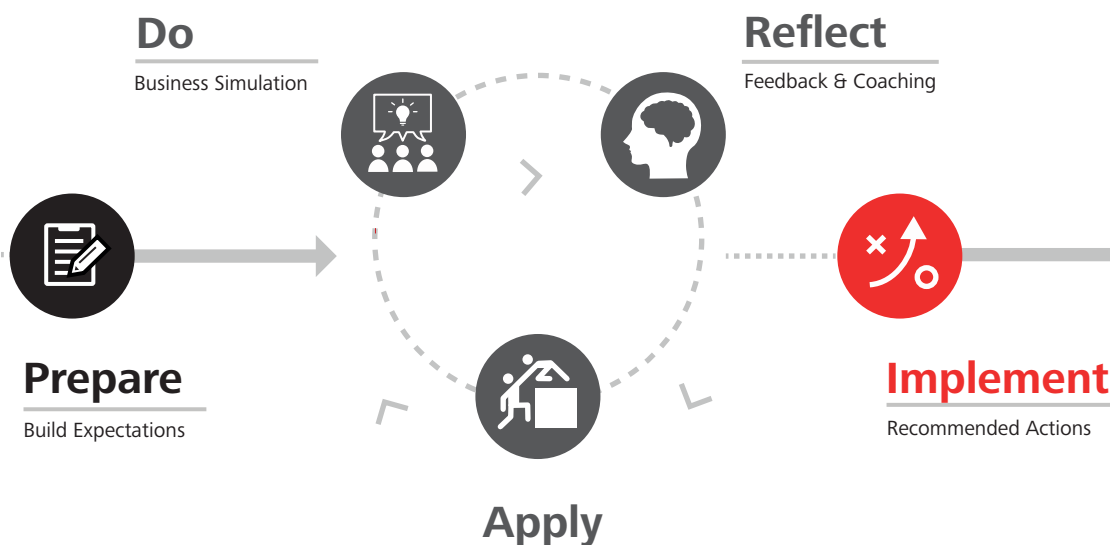 Do
Business Simulation
Reflect
Feedback & Coaching
Prepare
Build Expectations
Implement
Recommended Actions
Apply